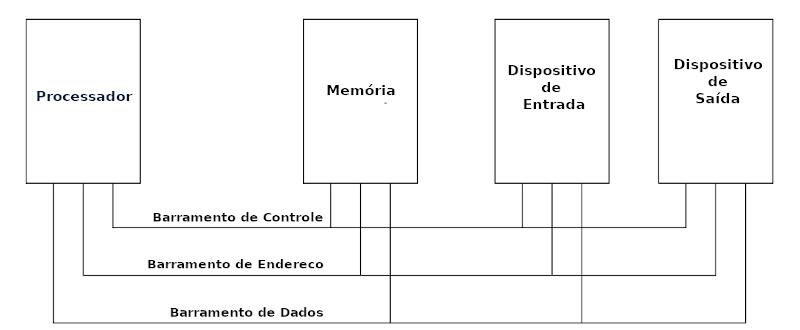 Processador
Memória
Dispositivo
de
Entrada
Dispositivo
de
Saída
Barramento de Controle
Barramento de Endereco
Barramento de Dados